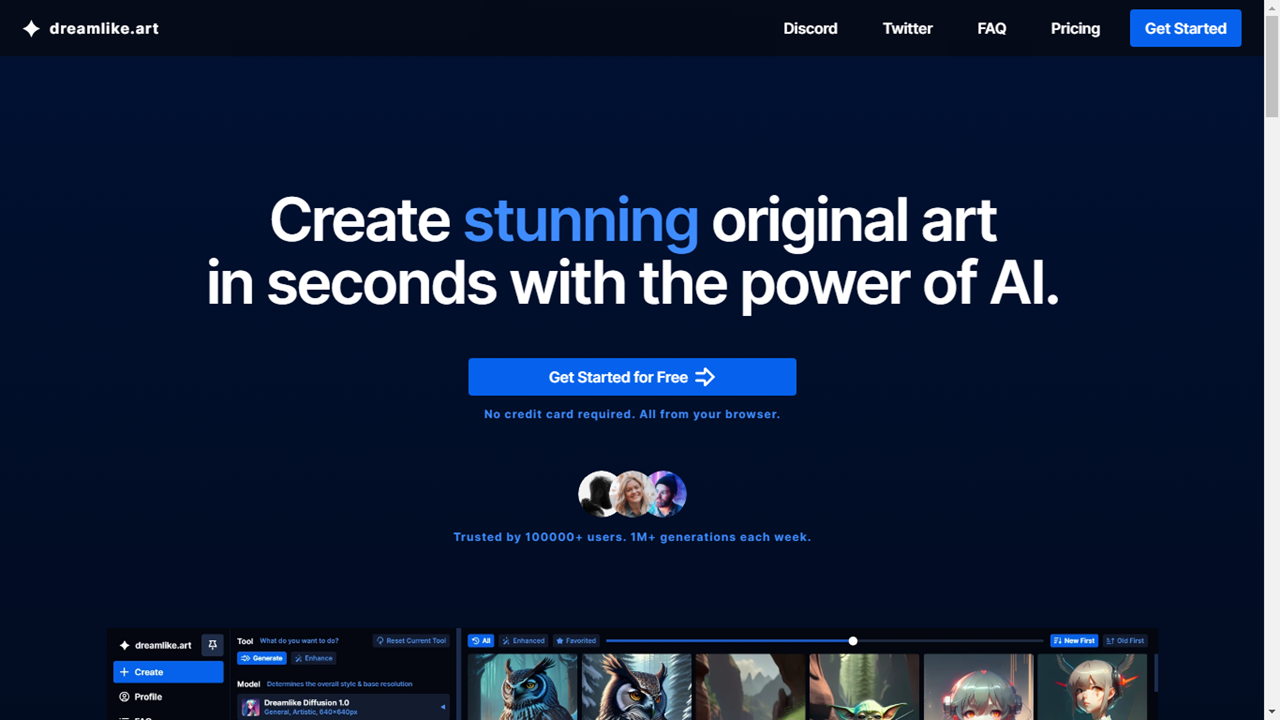 dreamlike.art
Discord
Twitter
FAQ
Pricing
Get Started
Create stunning original art
in seconds with the power of AI.
Get Started for Free
No credit card required. All from your browser.
Trusted by 100000+ users. 1M+ generations each week.
dreamlike.art
Create
Profile
FAQ
Tool What do you want to do?
Reset Current Tool
Generate
Enhance
Model Determines the overall style & base resolution
Dreamlike Diffusion 1.0
General, Artistic, 640×640px
All
Enhanced
Favorited
New First
Old First